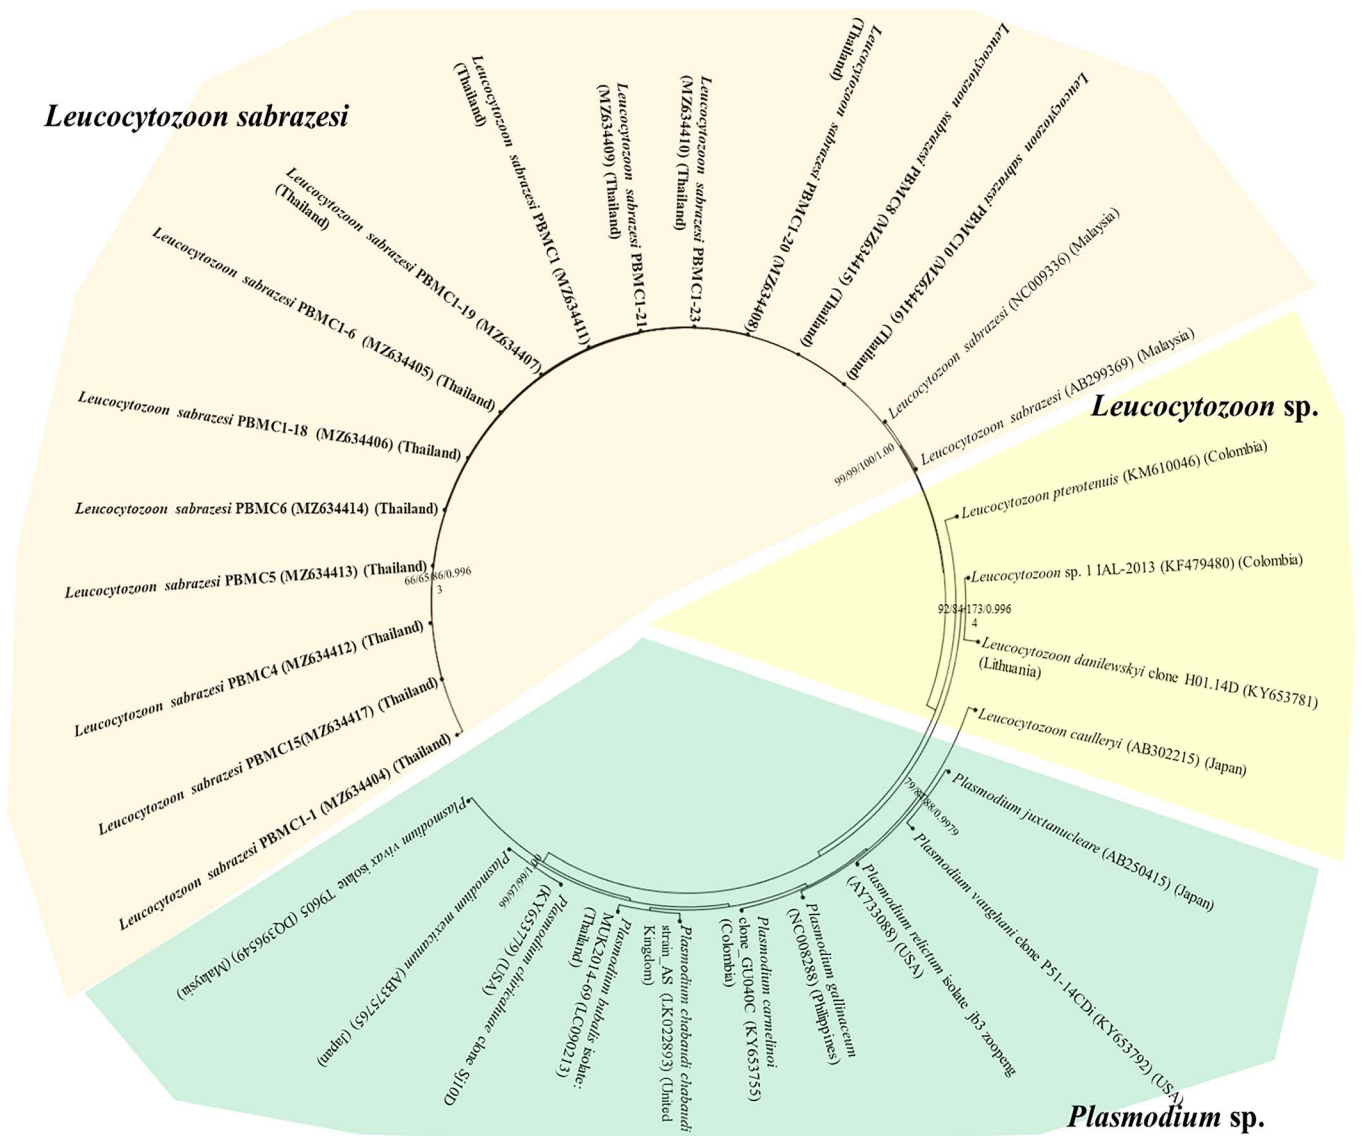 Leucocytozoon sabrazesi
Leucocytozoon sabrazesi PBMC1-1 (MZ634404) (Thailand)
Leucocytozoon sabrazesi PBMC15(MZ634417) (Thailand)
Leucocytozoon sabrazesi PBMC4 (MZ634412) (Thailand)
Leucocytozoon sabrazesi PBMC5 (MZ634413) (Thailand)
Leucocytozoon sabrazesi PBMC6 (MZ634414) (Thailand)
Leucocytozoon sabrazesi PBMC1-18 (MZ634406) (Thailand)
Leucocytozoon sabrazesi PBMC1-6 (MZ634405) (Thailand)
Leucocytozoon sabrazesi PBMC1-19 (MZ634407)
(Thailand)
Leucocytozoon sabrazesi PBMC1 (MZ634411)
(Thailand)
Leucocytozoon sabrazesi PBMC1-21
(MZ634409) (Thailand)
Leucocytozoon sabrazesi PBMC1-23
(MZ634410) (Thailand)
Leucocytozoon sabrazesi PBMC1-20 (MZ634408)
(Thailand)
Leucocytozoon sabrazesi PBMC8 (MZ634415) (Thailand)
Leucocytozoon sabrazesi PBMC10 (MZ634416) (Thailand)
Leucocytozoon sabrazesi (NC009336) (Malaysia)
Leucocytozoon sabrazesi (AB299369) (Malaysia)
99/99/100/1.00
66/65/86/0.996
3
Leucocytozoon sp.
Leucocytozoon pterotenuis (KM610046) (Colombia)
Leucocytozoon sp. 1 IAL-2013 (KF479480) (Colombia)
92/84/173/0.996
4
Leucocytozoon danilewskyi clone H01.14D (KY653781)
(Lithuania)
Leucocytozoon caulleryi (AB302215) (Japan)
Plasmodium juxtanucleare (AB250415) (Japan)
Plasmodium vaughani clone P51-14CDi (KY653792) (USA)
Plasmodium relictum isolate jb3 zoopeng
(AY733088) (USA)
Plasmodium gallinaceum
(NC008288) (Philippines)
Plasmodium carmelinoi
clone_GU040C (KY653755)
(Colombia)
Plasmodium chabaudi chabaudi
strain_AS (LK022893) (United
Kingdom)
Plasmodium bubalis isolate:
MUK2014-69 (LC090213)
(Thailand)
Plasmodium chiricahuae clone Sj10D
(KY653779) (USA)
Plasmodium mexicanum (AB375765) (Japan)
Plasmodium vivax isolate T9605 (DQ396549) (Malaysia)
Plasmodium sp.